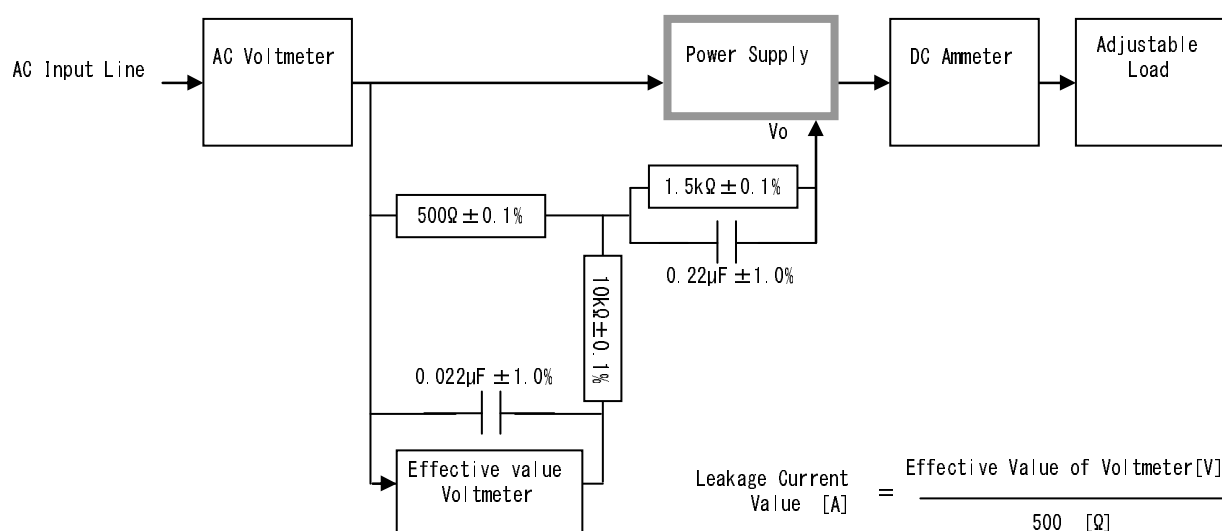 AC Input Line
AC Voltmeter
Power Supply
DC Ammeter
Adjustable
Load
Vo
1.5kΩ±0.1%
500Ω±0.1%
0.22μF±1.0%
10kΩ±0.1%
0.022μF±1.0%
Effective value
Voltmeter
Leakage Current
Value [A]
=
Effective Value of Voltmeter[V]
500 [Ω]